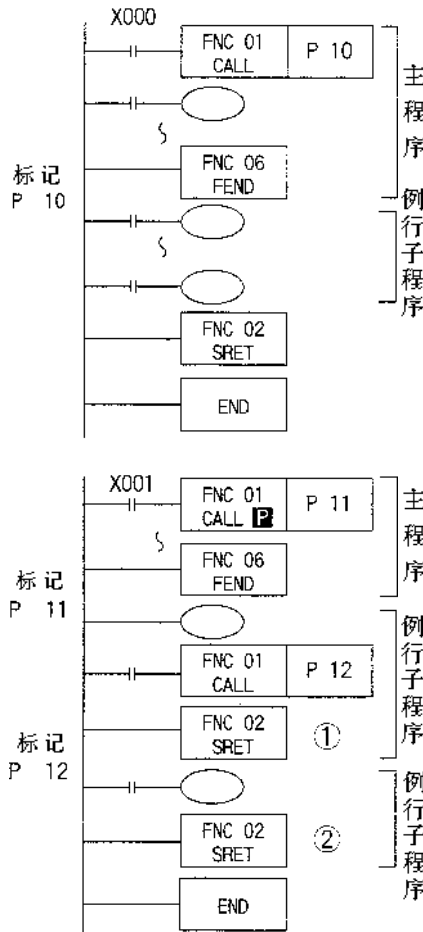 X000
FNC 01 P 10
CALL
主
程
序
FNC 06
FEND
标记
P 10
例
行
子
程
序
FNC 02
SRET
END
X001
FNC 01 P 11
CALL P
主
程
序
FNC 06
FEND
标记
P 11
例
行
子
程
序
FNC 01 P 12
CALL
FNC 02 ①
SRET
标记
P 12
例
行
子
程
序
FNC 02 ②
SRET
END